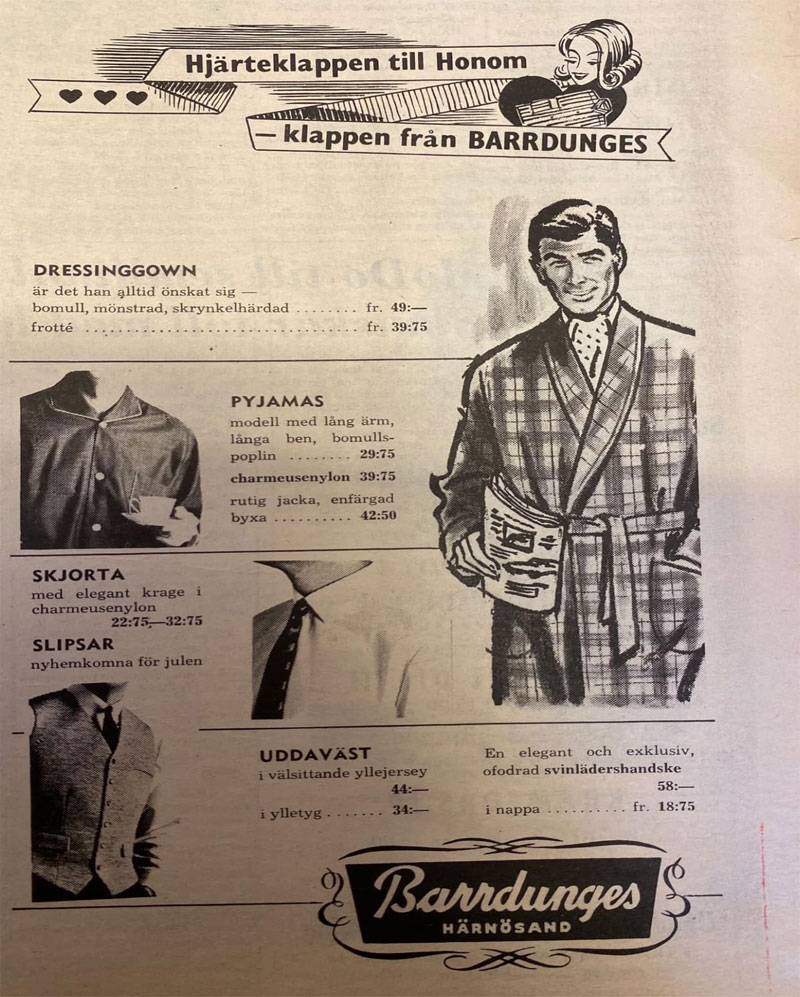 Hjärteklappen till Honom
— klappen från BARRDUNGES
DRESSINGGOWN
är det han alltid önskat sig —
bomull, mönstrad, skrynkelhärdad ........ fr. 49:—
frotté .................................. fr. 39:75
PYJAMAS
modell med lång ärm,
långa ben, bomulls-
poplin ........ 29:75
charmeusenylon 39:75
rutig jacka, enfärgad
byxa .......... 42:50
SKJORTA
med elegant krage i
charmeusenylon
22:75,—32:75
SLIPSAR
nyhemkomna för julen
UDDAVÄST
i välsittande yllejersey
44:—
i ylletyg ....... 34:—
En elegant och exklusiv,
ofodrad svinlädershandske
58:—
i nappa .......... fr. 18:75
Barrdunges
HÄRNÖSAND